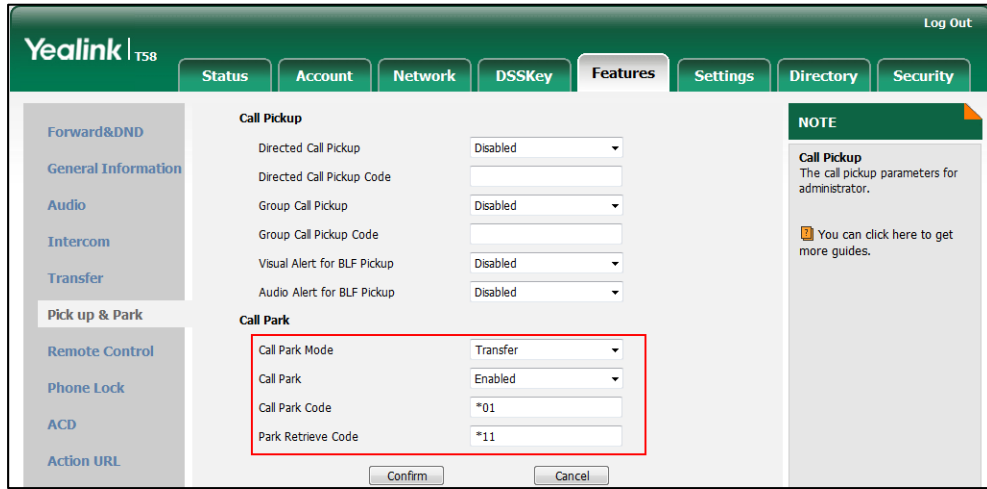 Log Out
Yealink T58
Status Account Network DSSKey Features Settings Directory Security
Forward&DND
General Information
Audio
Intercom
Transfer
Pick up & Park
Remote Control
Phone Lock
ACD
Action URL
Call Pickup
Directed Call Pickup Disabled
Directed Call Pickup Code
Group Call Pickup Disabled
Group Call Pickup Code
Visual Alert for BLF Pickup Disabled
Audio Alert for BLF Pickup Disabled
Call Park
Call Park Mode Transfer
Call Park Enabled
Call Park Code *01
Park Retrieve Code *11
Confirm Cancel
NOTE
Call Pickup
The call pickup parameters for
administrator.
You can click here to get
more guides.